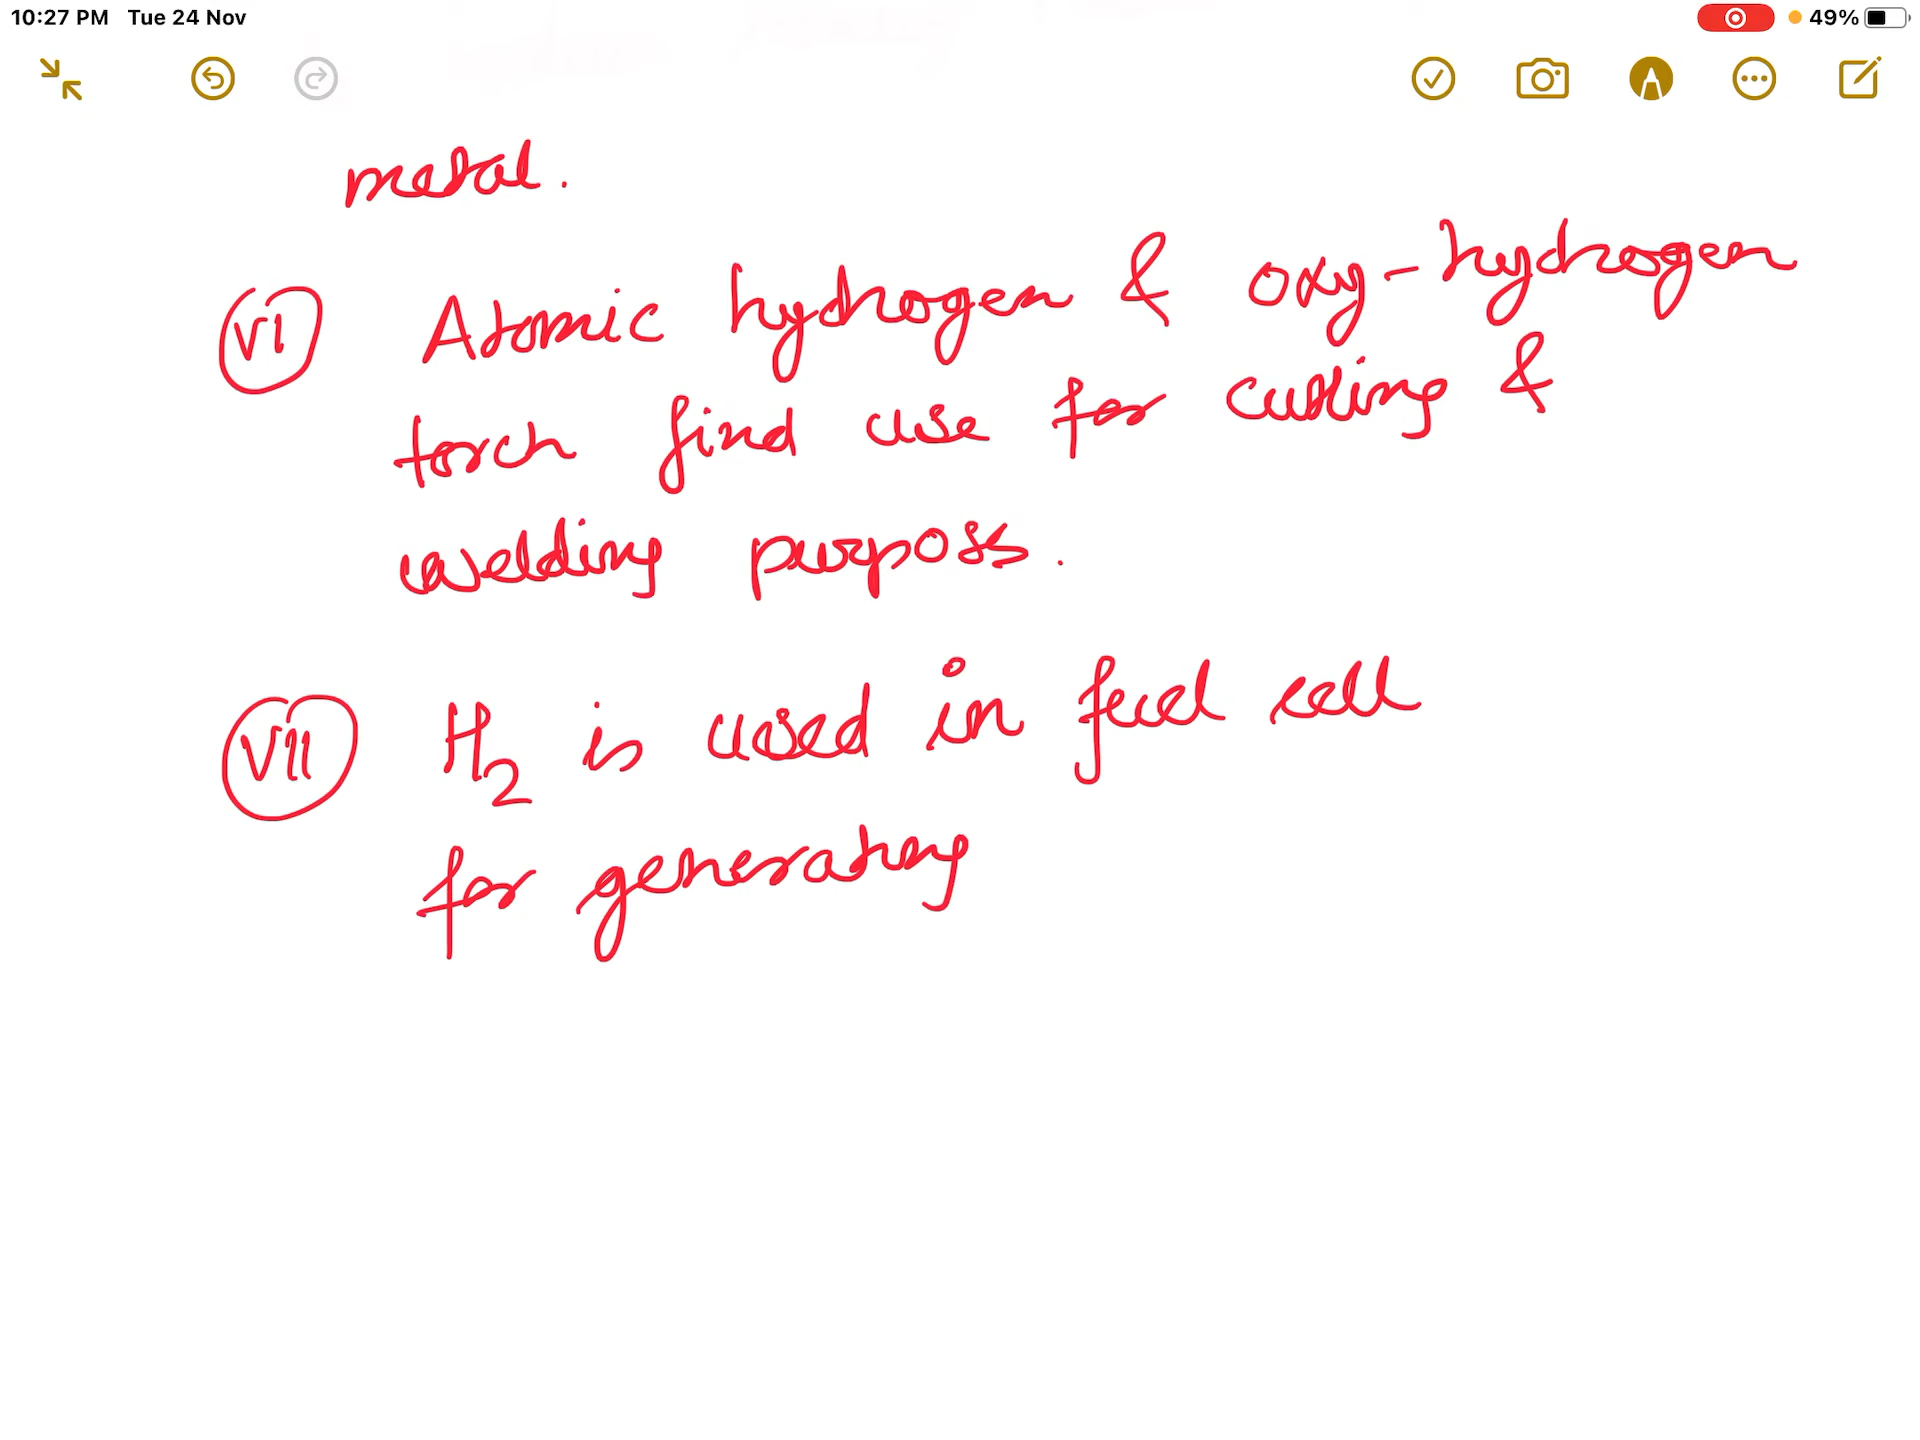 10:27 PM Tue 24 Nov 49%
metal.
VI Atomic hydrogen & oxy-hydrogen
torch find use for cutting &
welding purposs.
VII H2 is used in fuel cell
for generating